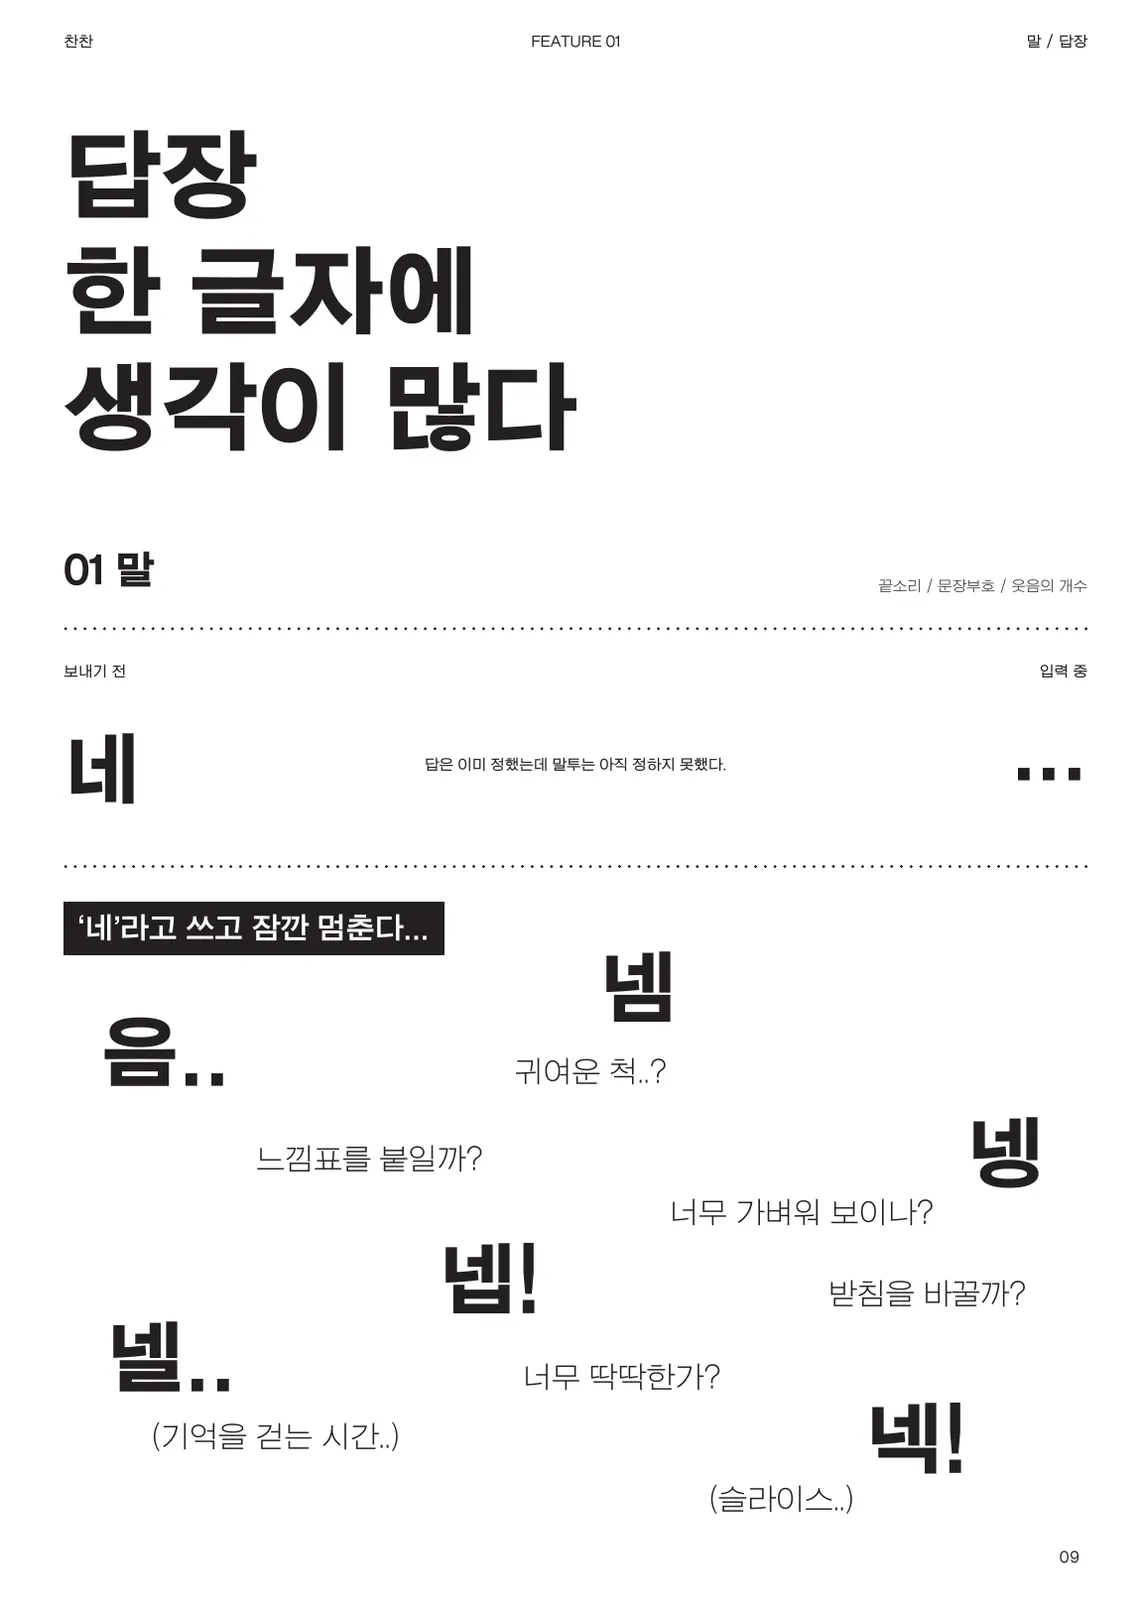 찬찬
FEATURE 01
말 / 답장
답장
한 글자에
생각이 많다
01 말
끝소리 / 문장부호 / 웃음의 개수
보내기 전
입력 중
네
답은 이미 정했는데 말투는 아직 정하지 못했다.
...
‘네’라고 쓰고 잠깐 멈춘다...
넴
음..
귀여운 척..?
넹
느낌표를 붙일까?
너무 가벼워 보이나?
넵!
받침을 바꿀까?
넬..
너무 딱딱한가?
넥!
(기억을 걷는 시간..)
(슬라이스..)
09